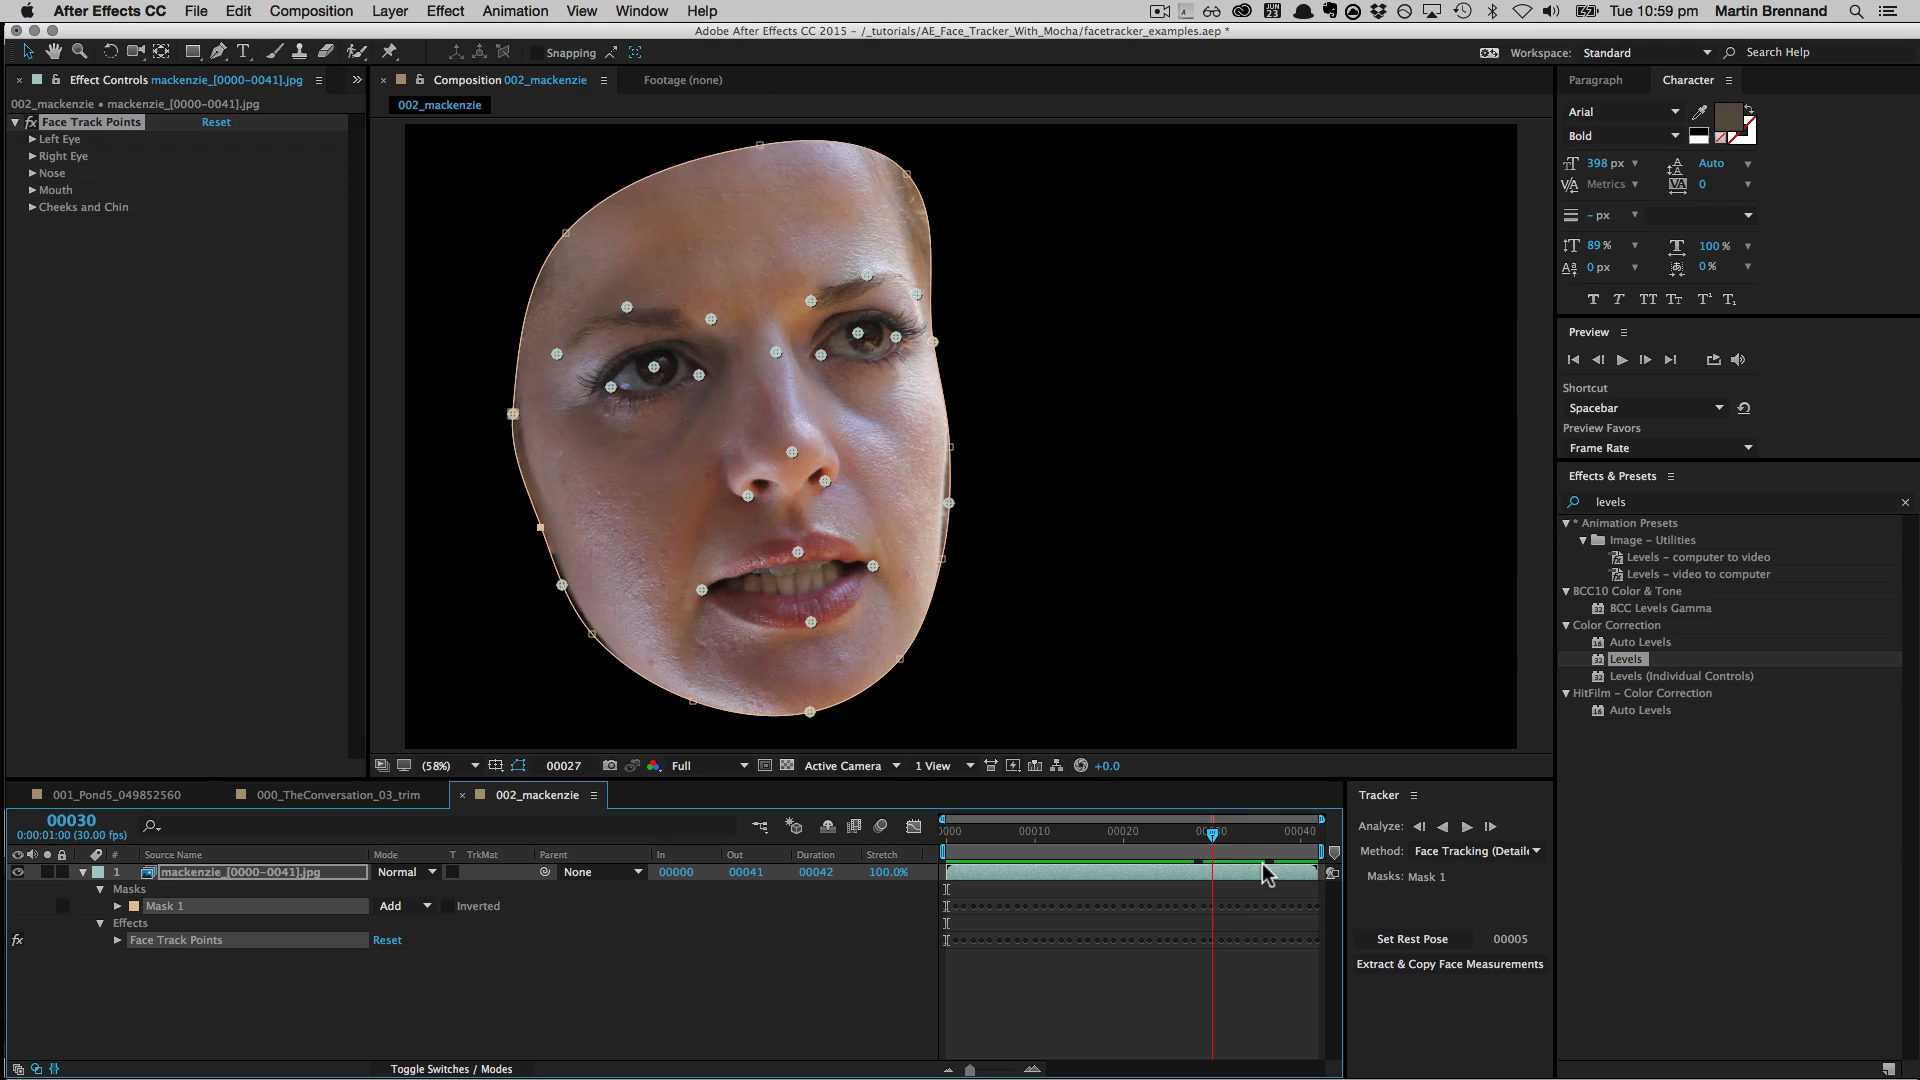 After Effects CC File Edit Composition Layer Effect Animation View Window Help
JUN 23
Tue 10:59 pm Martin Brennand
Adobe After Effects CC 2015 - /_tutorials/AE_Face_Tracker_With_Mocha/facetracker_examples.aep *
Snapping
Workspace: Standard
Search Help
Effect Controls mackenzie_[0000-0041].jpg
Composition 002_mackenzie
Footage (none)
Paragraph
Character
002_mackenzie • mackenzie_[0000-0041].jpg
002_mackenzie
fx Face Track Points Reset
Left Eye
Right Eye
Nose
Mouth
Cheeks and Chin
Arial
Bold
398 px
Auto
Metrics
0
- px
89 %
100 %
0 px
0 %
Preview
Shortcut
Spacebar
Preview Favors
Frame Rate
Effects & Presets
levels
* Animation Presets
Image - Utilities
Levels - computer to video
Levels - video to computer
BCC10 Color & Tone
BCC Levels Gamma
Color Correction
Auto Levels
Levels
Levels (Individual Controls)
HitFilm - Color Correction
Auto Levels
(58%)
00027
Full
Active Camera
1 View
+0.0
001_Pond5_049852560
000_TheConversation_03_trim
002_mackenzie
Tracker
00030
0:00:01:00 (30.00 fps)
0000 00010 00020 00030 00040
Analyze:
# Source Name Mode T TrkMat Parent In Out Duration Stretch
Method: Face Tracking (Detaile
1 mackenzie_[0000-0041].jpg Normal None 00000 00041 00042 100.0%
Masks: Mask 1
Masks
Mask 1 Add Inverted
Effects
fx Face Track Points Reset
Set Rest Pose 00005
Extract & Copy Face Measurements
Toggle Switches / Modes